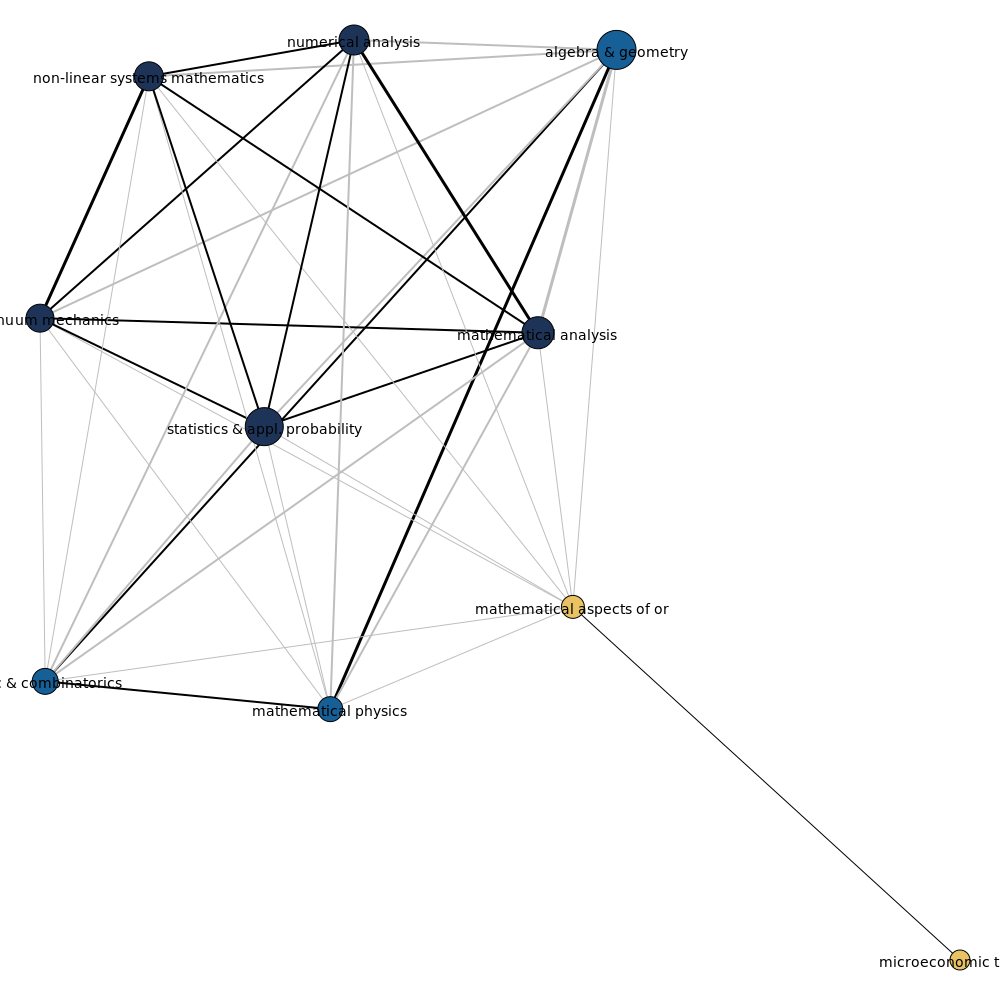 numerical analysis
algebra & geometry
non-linear systems mathematics
mechanics
mathematical analysis
statistics & appl. probability
mathematical aspects of or
& combinatorics
mathematical physics
microeconomic t